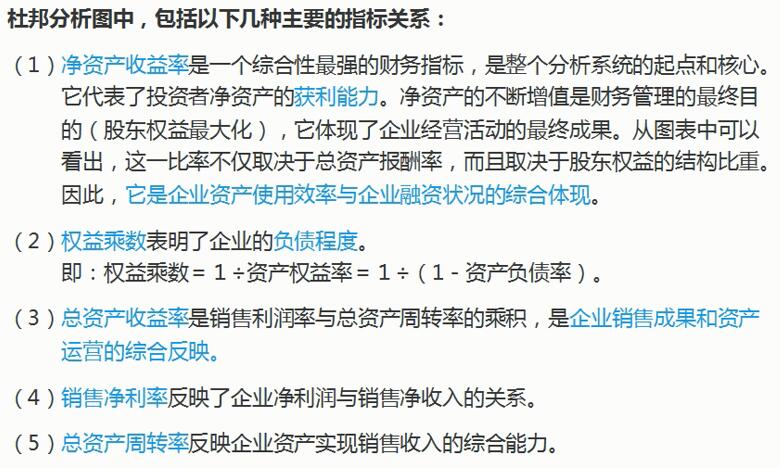 杜邦分析图中，包括以下几种主要的指标关系：
（1）净资产收益率是一个综合性最强的财务指标，是整个分析系统的起点和核心。
它代表了投资者净资产的获利能力。净资产的不断增值是财务管理的最终目
的（股东权益最大化），它体现了企业经营活动的最终成果。从图表中可以
看出，这一比率不仅取决于总资产报酬率，而且取决于股东权益的结构比重。
因此，它是企业资产使用效率与企业融资状况的综合体现。
（2）权益乘数表明了企业的负债程度。
即：权益乘数＝１÷资产权益率＝１÷（1 - 资产负债率）。
（3）总资产收益率是销售利润率与总资产周转率的乘积，是企业销售成果和资产
运营的综合反映。
（4）销售净利率反映了企业净利润与销售净收入的关系。
（5）总资产周转率反映企业资产实现销售收入的综合能力。